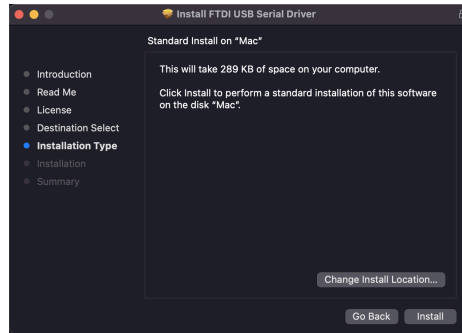 Install FTDI USB Serial Driver
Standard Install on “Mac”
Introduction
Read Me
License
Destination Select
Installation Type
Installation
Summary
This will take 289 KB of space on your computer.
Click Install to perform a standard installation of this software
on the disk “Mac”.
Change Install Location...
Go Back
Install